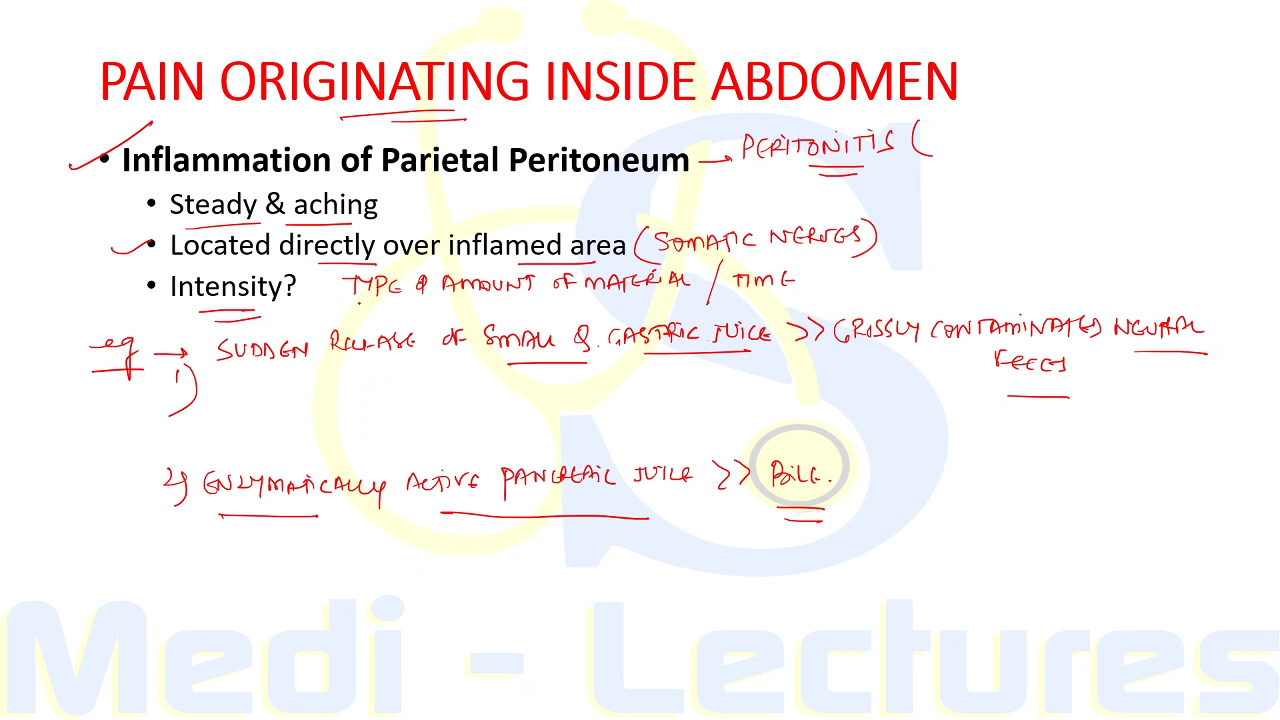 PAIN ORIGINATING INSIDE ABDOMEN
• Inflammation of Parietal Peritoneum → PERITONITIS (
• Steady & aching
• Located directly over inflamed area (SOMATIC NERVES)
• Intensity? TYPE & AMOUNT OF MATERIAL / TIME
eg → SUDDEN RELEASE OF SMALL Q. GASTRIC JUICE >> GROSSLY CONTAMINATED NEUTRAL
1) FECES
2) ENZYMATICALLY ACTIVE PANCREATIC JUICE >> BILE.
Medi - Lectures